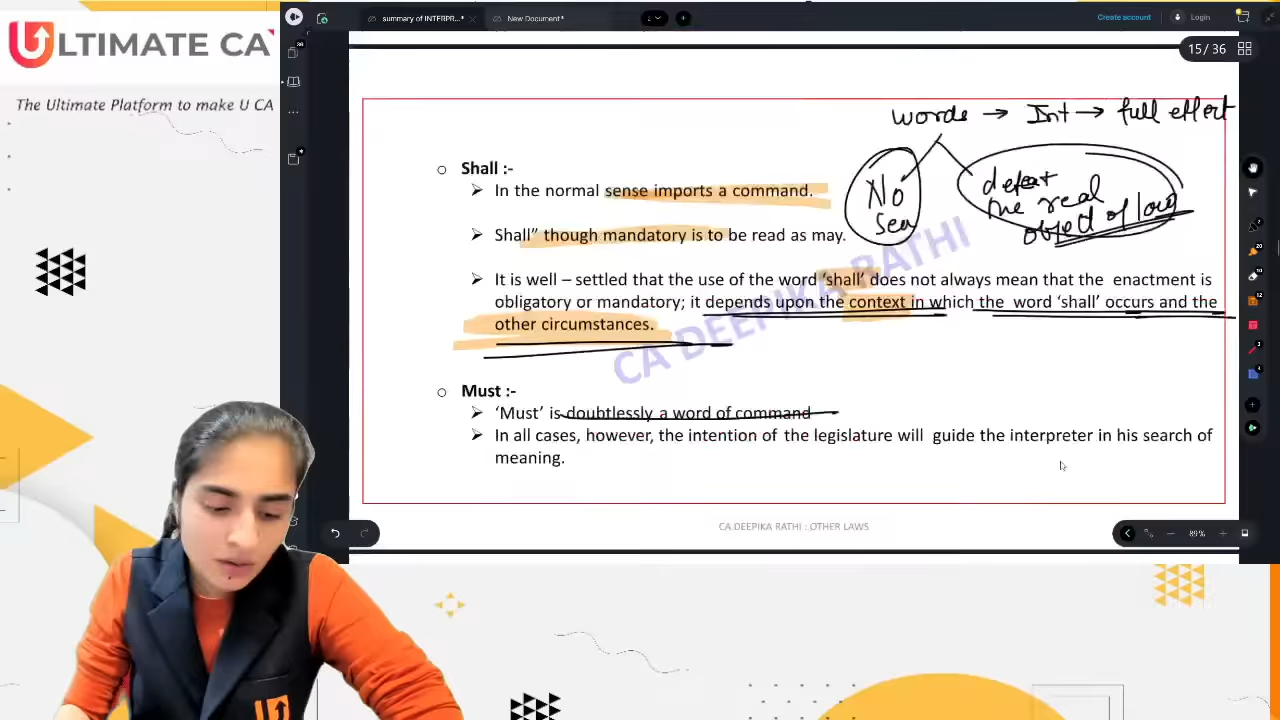 ULTIMATE CA
The Ultimate Platform to make U CA
summary of INTERPR...*
New Document*
2
Create account
Login
36
15/36
words → Int → full effort
No
sen
defeat
the real
object of law
Shall :-
In the normal sense imports a command.
Shall” though mandatory is to be read as may.
It is well – settled that the use of the word ‘shall’ does not always mean that the enactment is
obligatory or mandatory; it depends upon the context in which the word ‘shall’ occurs and the
other circumstances.
Must :-
‘Must’ is doubtlessly a word of command
In all cases, however, the intention of the legislature will guide the interpreter in his search of
meaning.
CA DEEPIKA RATHI
CA DEEPIKA RATHI : OTHER LAWS
89%